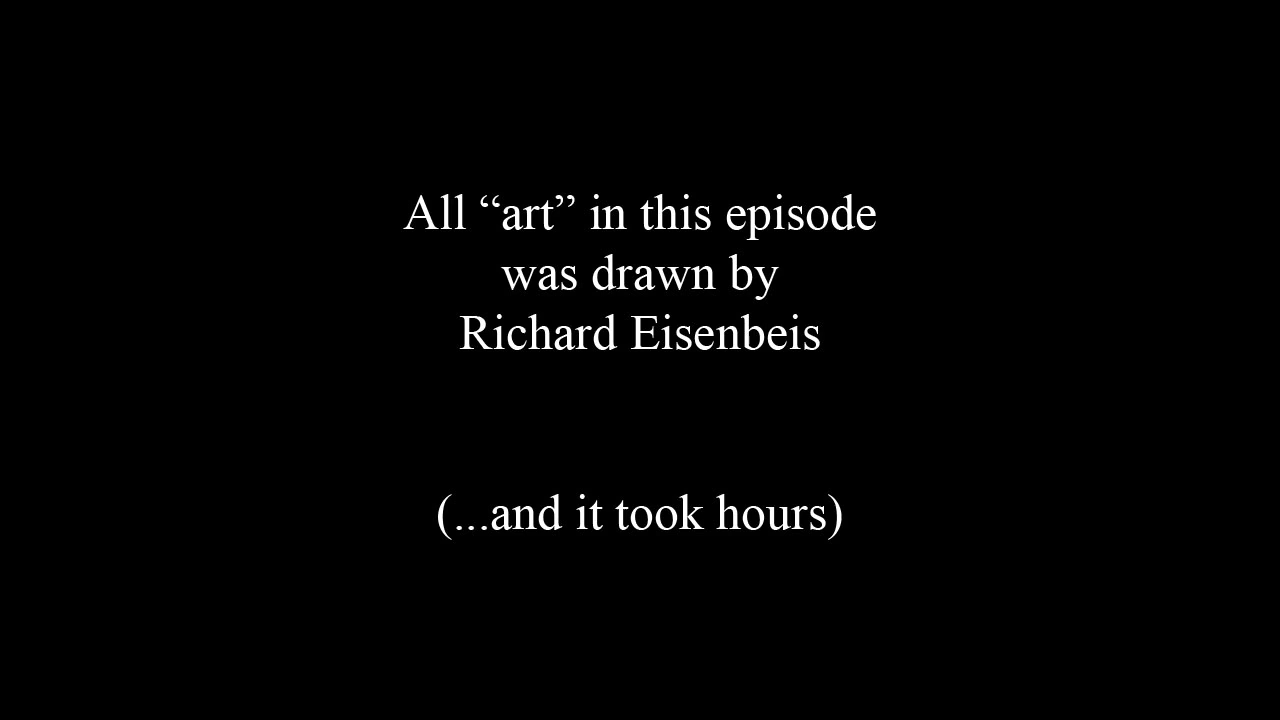 All “art” in this episode
was drawn by
Richard Eisenbeis
(...and it took hours)